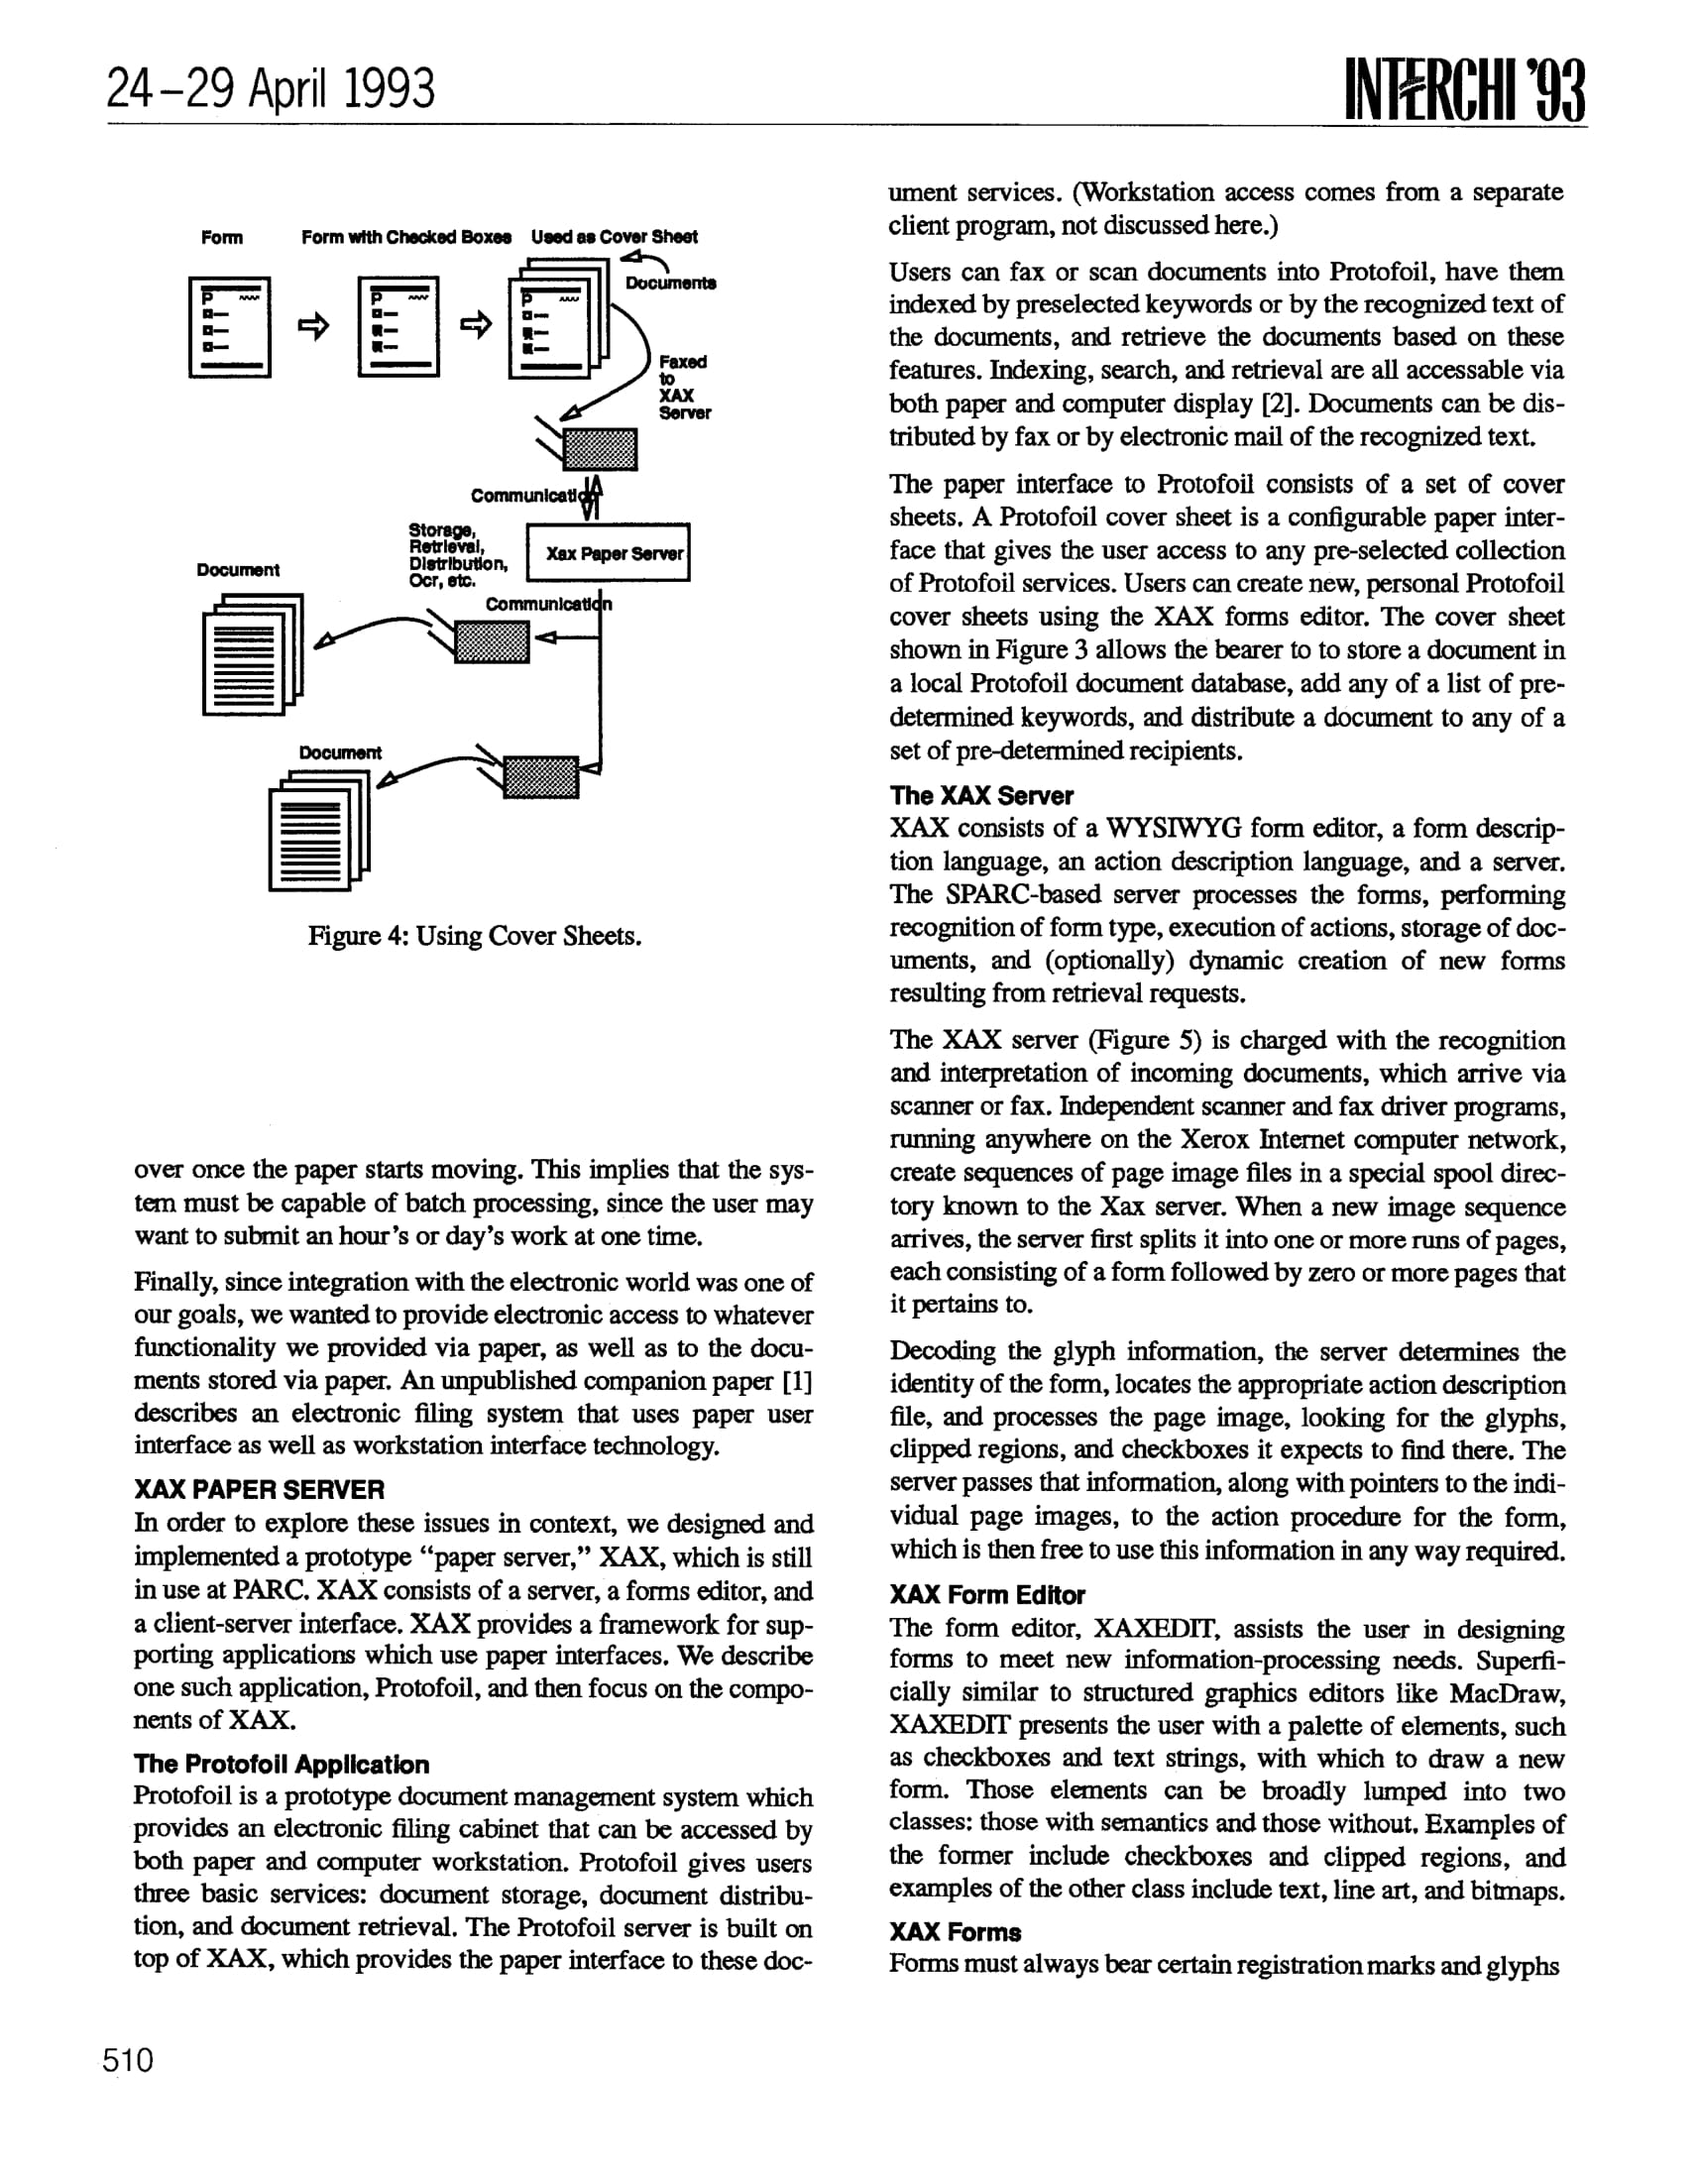 24–29 April 1993
INTERCHI '93
Form
Form with Checked Boxes
Used as Cover Sheet
Documents
P
P
P
Faxed
to
XAX
Server
Communication
Storage,
Retrieval,
Distribution,
Ocr, etc.
Xax Paper Server
Document
Communication
Document
Figure 4: Using Cover Sheets.
over once the paper starts moving. This implies that the sys-
tem must be capable of batch processing, since the user may
want to submit an hour's or day's work at one time.
Finally, since integration with the electronic world was one of
our goals, we wanted to provide electronic access to whatever
functionality we provided via paper, as well as to the docu-
ments stored via paper. An unpublished companion paper [1]
describes an electronic filing system that uses paper user
interface as well as workstation interface technology.
XAX PAPER SERVER
In order to explore these issues in context, we designed and
implemented a prototype “paper server,” XAX, which is still
in use at PARC. XAX consists of a server, a forms editor, and
a client-server interface. XAX provides a framework for sup-
porting applications which use paper interfaces. We describe
one such application, Protofoil, and then focus on the compo-
nents of XAX.
The Protofoil Application
Protofoil is a prototype document management system which
provides an electronic filing cabinet that can be accessed by
both paper and computer workstation. Protofoil gives users
three basic services: document storage, document distribu-
tion, and document retrieval. The Protofoil server is built on
top of XAX, which provides the paper interface to these doc-
ument services. (Workstation access comes from a separate
client program, not discussed here.)
Users can fax or scan documents into Protofoil, have them
indexed by preselected keywords or by the recognized text of
the documents, and retrieve the documents based on these
features. Indexing, search, and retrieval are all accessable via
both paper and computer display [2]. Documents can be dis-
tributed by fax or by electronic mail of the recognized text.
The paper interface to Protofoil consists of a set of cover
sheets. A Protofoil cover sheet is a configurable paper inter-
face that gives the user access to any pre-selected collection
of Protofoil services. Users can create new, personal Protofoil
cover sheets using the XAX forms editor. The cover sheet
shown in Figure 3 allows the bearer to to store a document in
a local Protofoil document database, add any of a list of pre-
determined keywords, and distribute a document to any of a
set of pre-determined recipients.
The XAX Server
XAX consists of a WYSIWYG form editor, a form descrip-
tion language, an action description language, and a server.
The SPARC-based server processes the forms, performing
recognition of form type, execution of actions, storage of doc-
uments, and (optionally) dynamic creation of new forms
resulting from retrieval requests.
The XAX server (Figure 5) is charged with the recognition
and interpretation of incoming documents, which arrive via
scanner or fax. Independent scanner and fax driver programs,
running anywhere on the Xerox Internet computer network,
create sequences of page image files in a special spool direc-
tory known to the Xax server. When a new image sequence
arrives, the server first splits it into one or more runs of pages,
each consisting of a form followed by zero or more pages that
it pertains to.
Decoding the glyph information, the server determines the
identity of the form, locates the appropriate action description
file, and processes the page image, looking for the glyphs,
clipped regions, and checkboxes it expects to find there. The
server passes that information, along with pointers to the indi-
vidual page images, to the action procedure for the form,
which is then free to use this information in any way required.
XAX Form Editor
The form editor, XAXEDIT, assists the user in designing
forms to meet new information-processing needs. Superfi-
cially similar to structured graphics editors like MacDraw,
XAXEDIT presents the user with a palette of elements, such
as checkboxes and text strings, with which to draw a new
form. Those elements can be broadly lumped into two
classes: those with semantics and those without. Examples of
the former include checkboxes and clipped regions, and
examples of the other class include text, line art, and bitmaps.
XAX Forms
Forms must always bear certain registration marks and glyphs
510